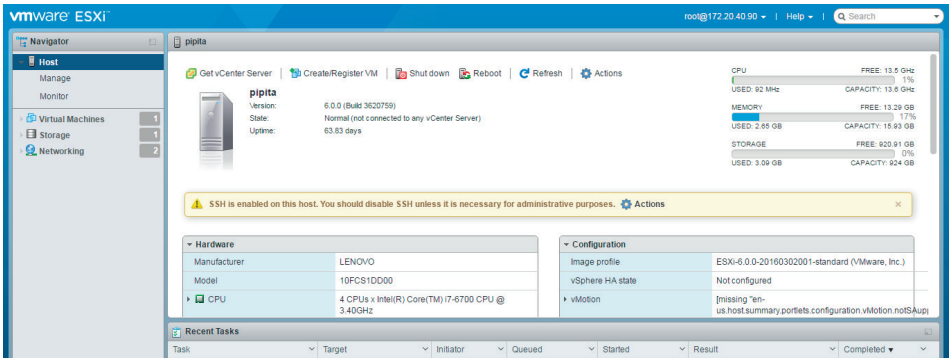 vmware ESXi™
root@172.20.40.90 | Help | Search
Navigator
Host
Manage
Monitor
Virtual Machines 1
Storage 1
Networking 2
pipita
Get vCenter Server | Create/Register VM | Shut down Reboot | Refresh | Actions
pipita
Version: 6.0.0 (Build 3620759)
State: Normal (not connected to any vCenter Server)
Uptime: 63.83 days
CPU FREE: 13.5 GHz
1%
USED: 92 MHz CAPACITY: 13.6 GHz
MEMORY FREE: 13.29 GB
17%
USED: 2.65 GB CAPACITY: 15.93 GB
STORAGE FREE: 920.91 GB
0%
USED: 3.09 GB CAPACITY: 924 GB
SSH is enabled on this host. You should disable SSH unless it is necessary for administrative purposes. Actions
Hardware
Manufacturer LENOVO
Model 10FCS1DD00
CPU 4 CPUs x Intel(R) Core(TM) i7-6700 CPU @
3.40GHz
Configuration
Image profile ESXi-6.0.0-20160302001-standard (VMware, Inc.)
vSphere HA state Not configured
vMotion [missing "en-
us.host.summary.portlets.configuration.vMotion.notSAupp
Recent Tasks
Task Target Initiator Queued Started Result Completed